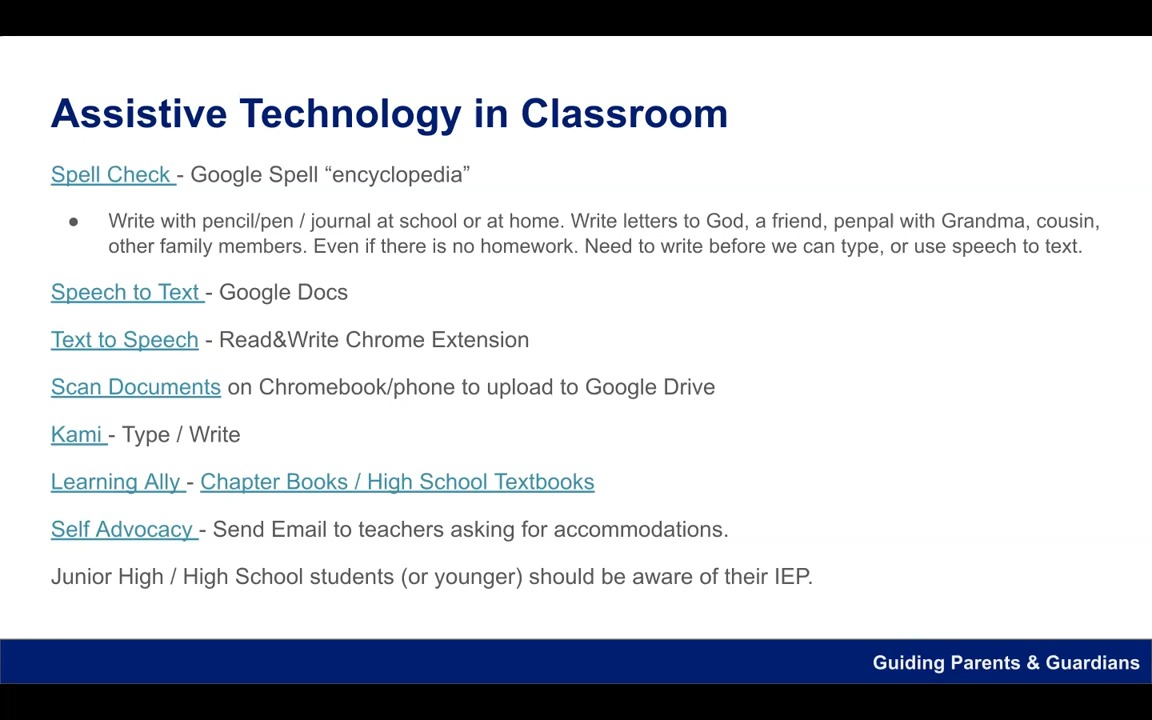 Assistive Technology in Classroom
Spell Check - Google Spell “encyclopedia”
● Write with pencil/pen / journal at school or at home. Write letters to God, a friend, penpal with Grandma, cousin,
other family members. Even if there is no homework. Need to write before we can type, or use speech to text.
Speech to Text - Google Docs
Text to Speech - Read&Write Chrome Extension
Scan Documents on Chromebook/phone to upload to Google Drive
Kami - Type / Write
Learning Ally - Chapter Books / High School Textbooks
Self Advocacy - Send Email to teachers asking for accommodations.
Junior High / High School students (or younger) should be aware of their IEP.
Guiding Parents & Guardians